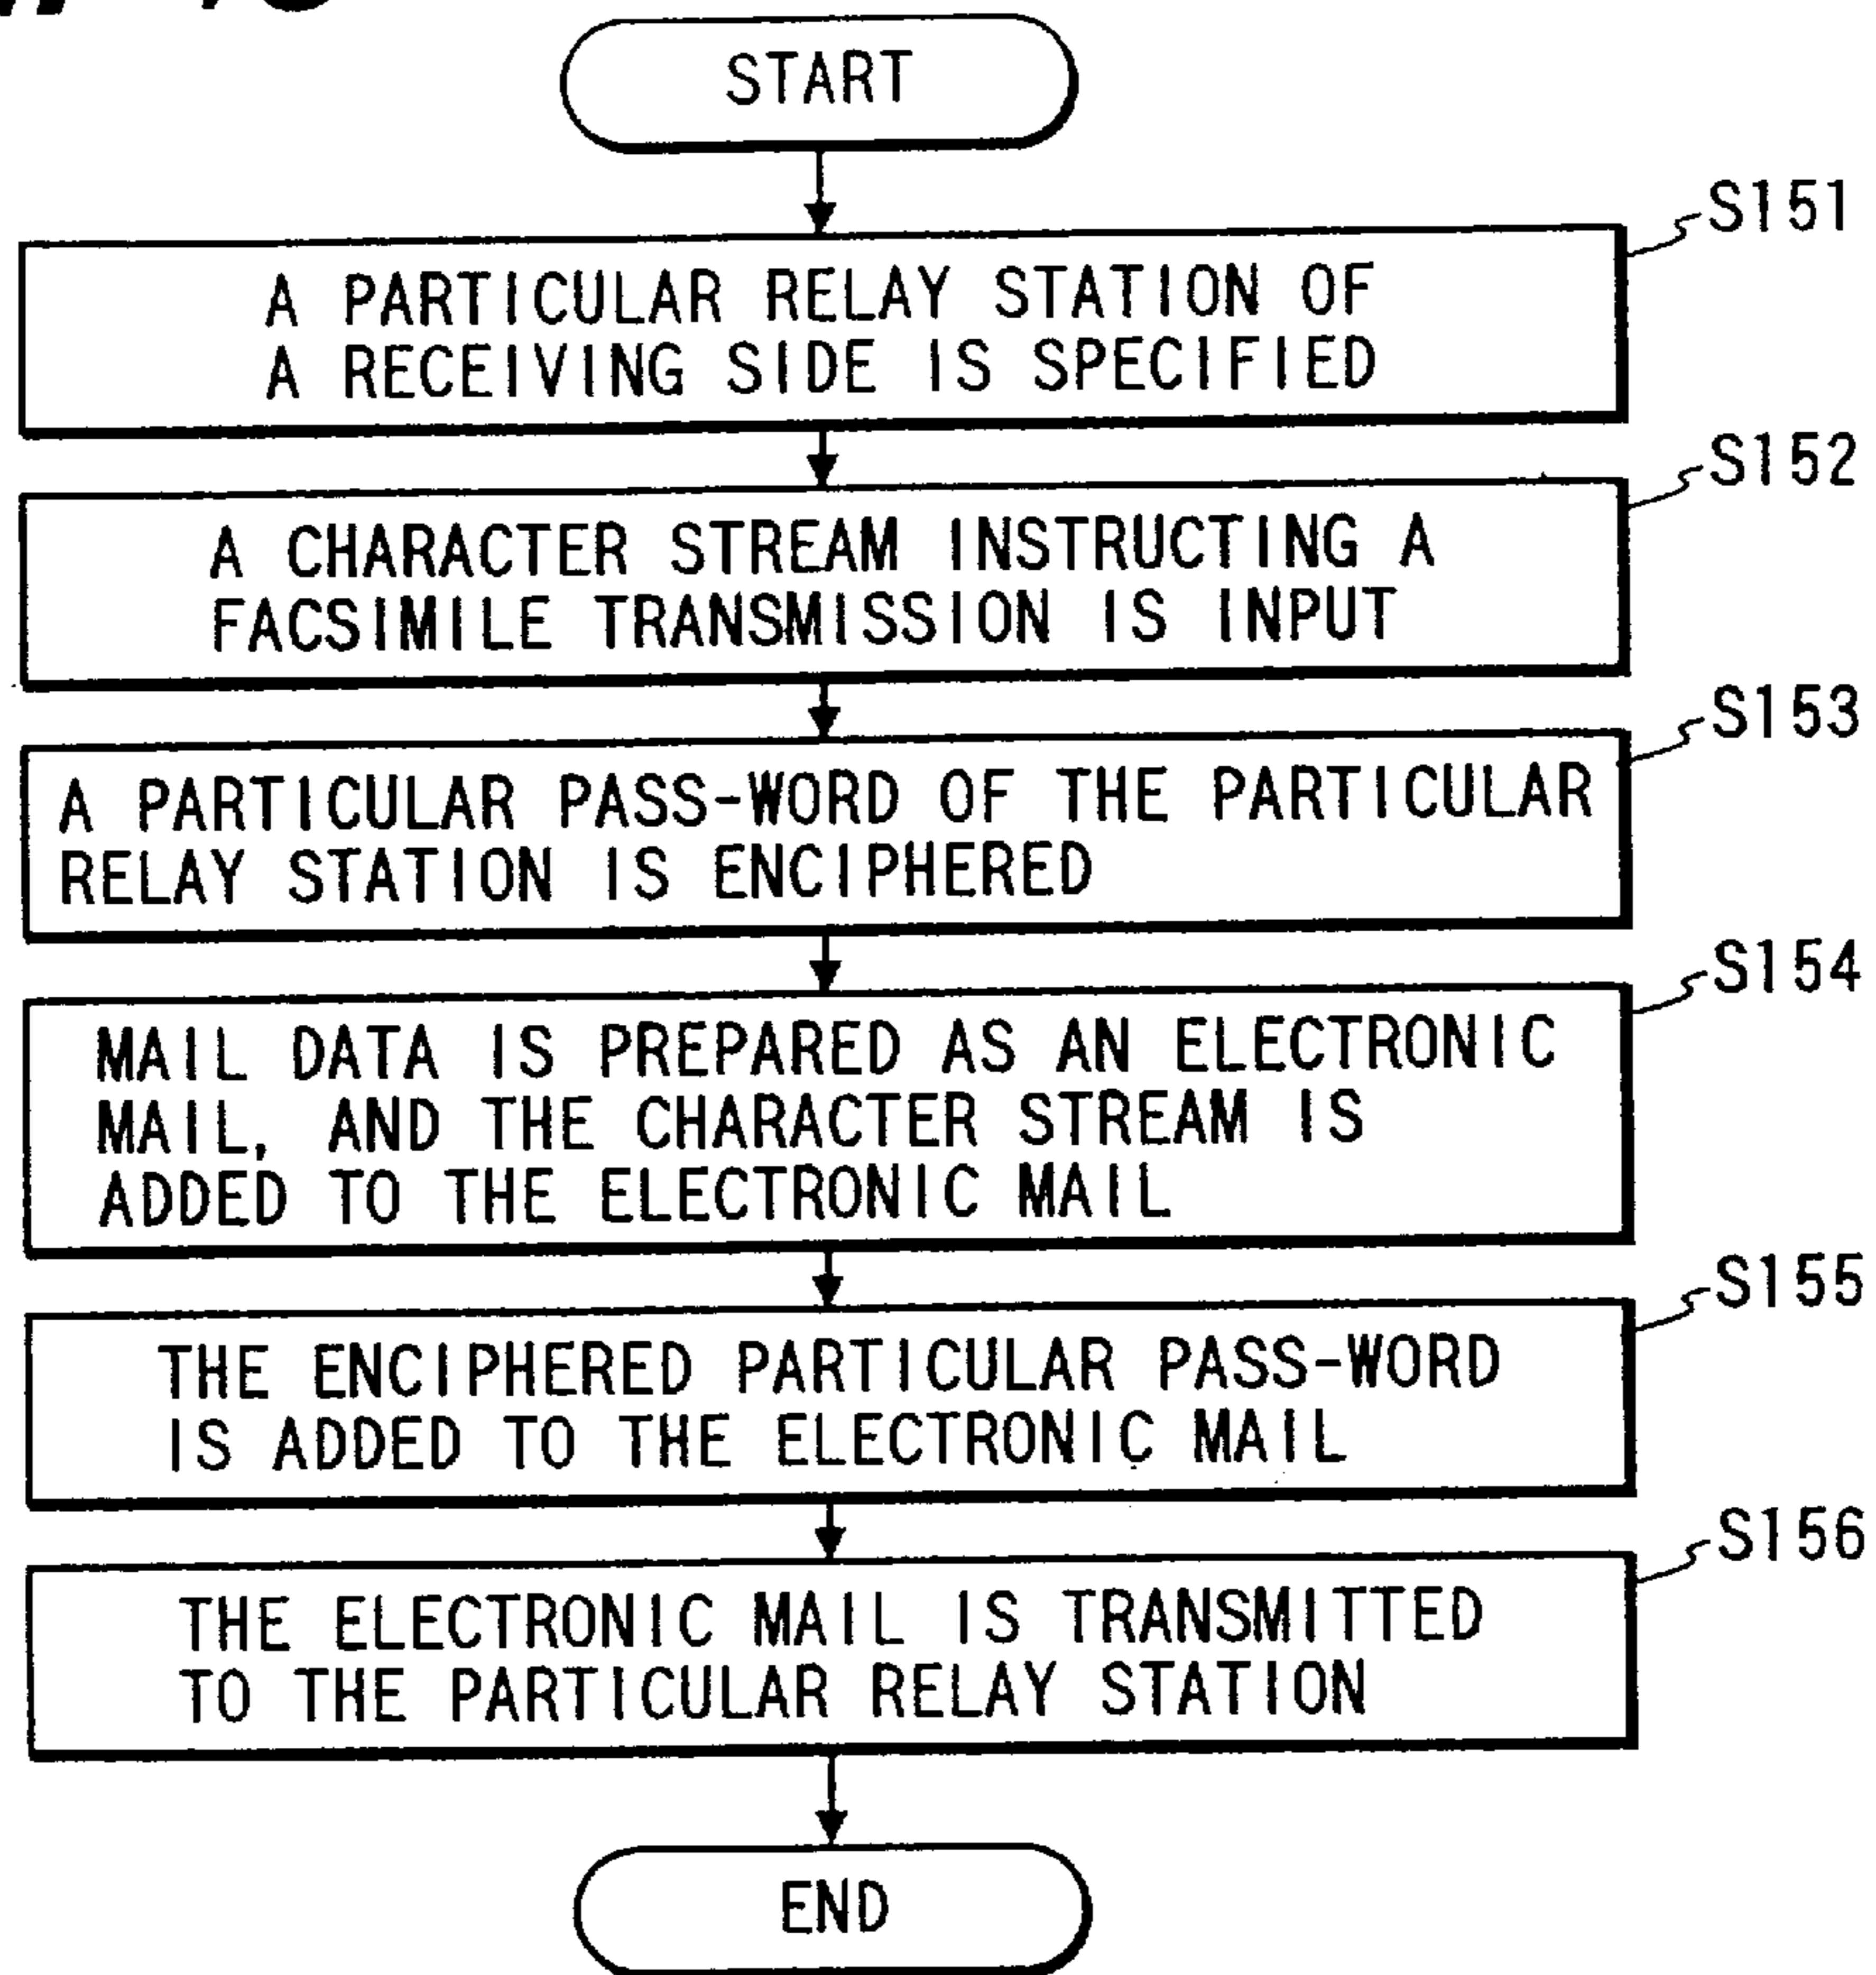 START
S151
A PARTICULAR RELAY STATION OF
A RECEIVING SIDE IS SPECIFIED
S152
A CHARACTER STREAM INSTRUCTING A
FACSIMILE TRANSMISSION IS INPUT
S153
A PARTICULAR PASS-WORD OF THE PARTICULAR
RELAY STATION IS ENCIPHERED
S154
MAIL DATA IS PREPARED AS AN ELECTRONIC
MAIL, AND THE CHARACTER STREAM IS
ADDED TO THE ELECTRONIC MAIL
S155
THE ENCIPHERED PARTICULAR PASS-WORD
IS ADDED TO THE ELECTRONIC MAIL
S156
THE ELECTRONIC MAIL IS TRANSMITTED
TO THE PARTICULAR RELAY STATION
END